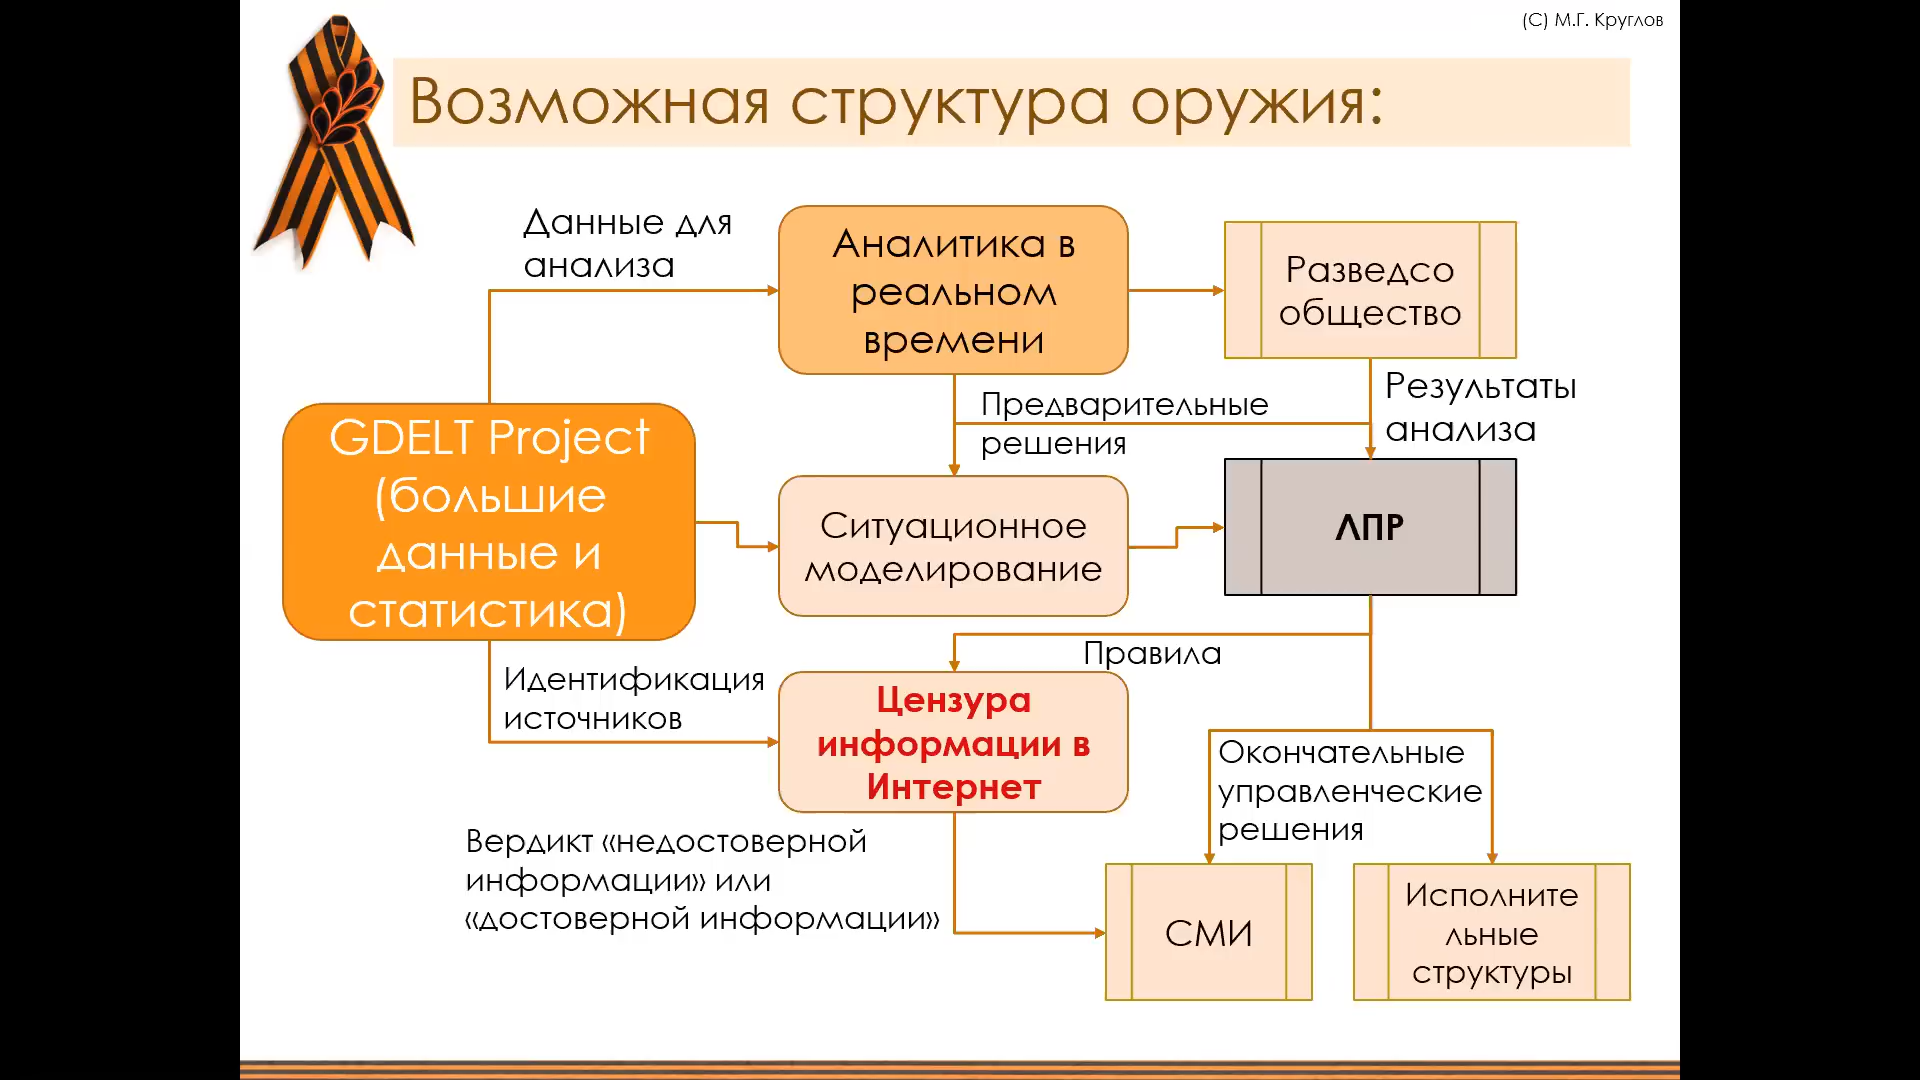 (С) М.Г. Круглов
Возможная структура оружия:
Данные для
анализа
Аналитика в
реальном
времени
Разведсо
общество
Предварительные
решения
Результаты
анализа
GDELT Project
(большие
данные и
статистика)
Ситуационное
моделирование
ЛПР
Правила
Идентификация
источников
Цензура
информации в
Интернет
Окончательные
управленческие
решения
Вердикт «недостоверной
информации» или
«достоверной информации»
СМИ
Исполните
льные
структуры